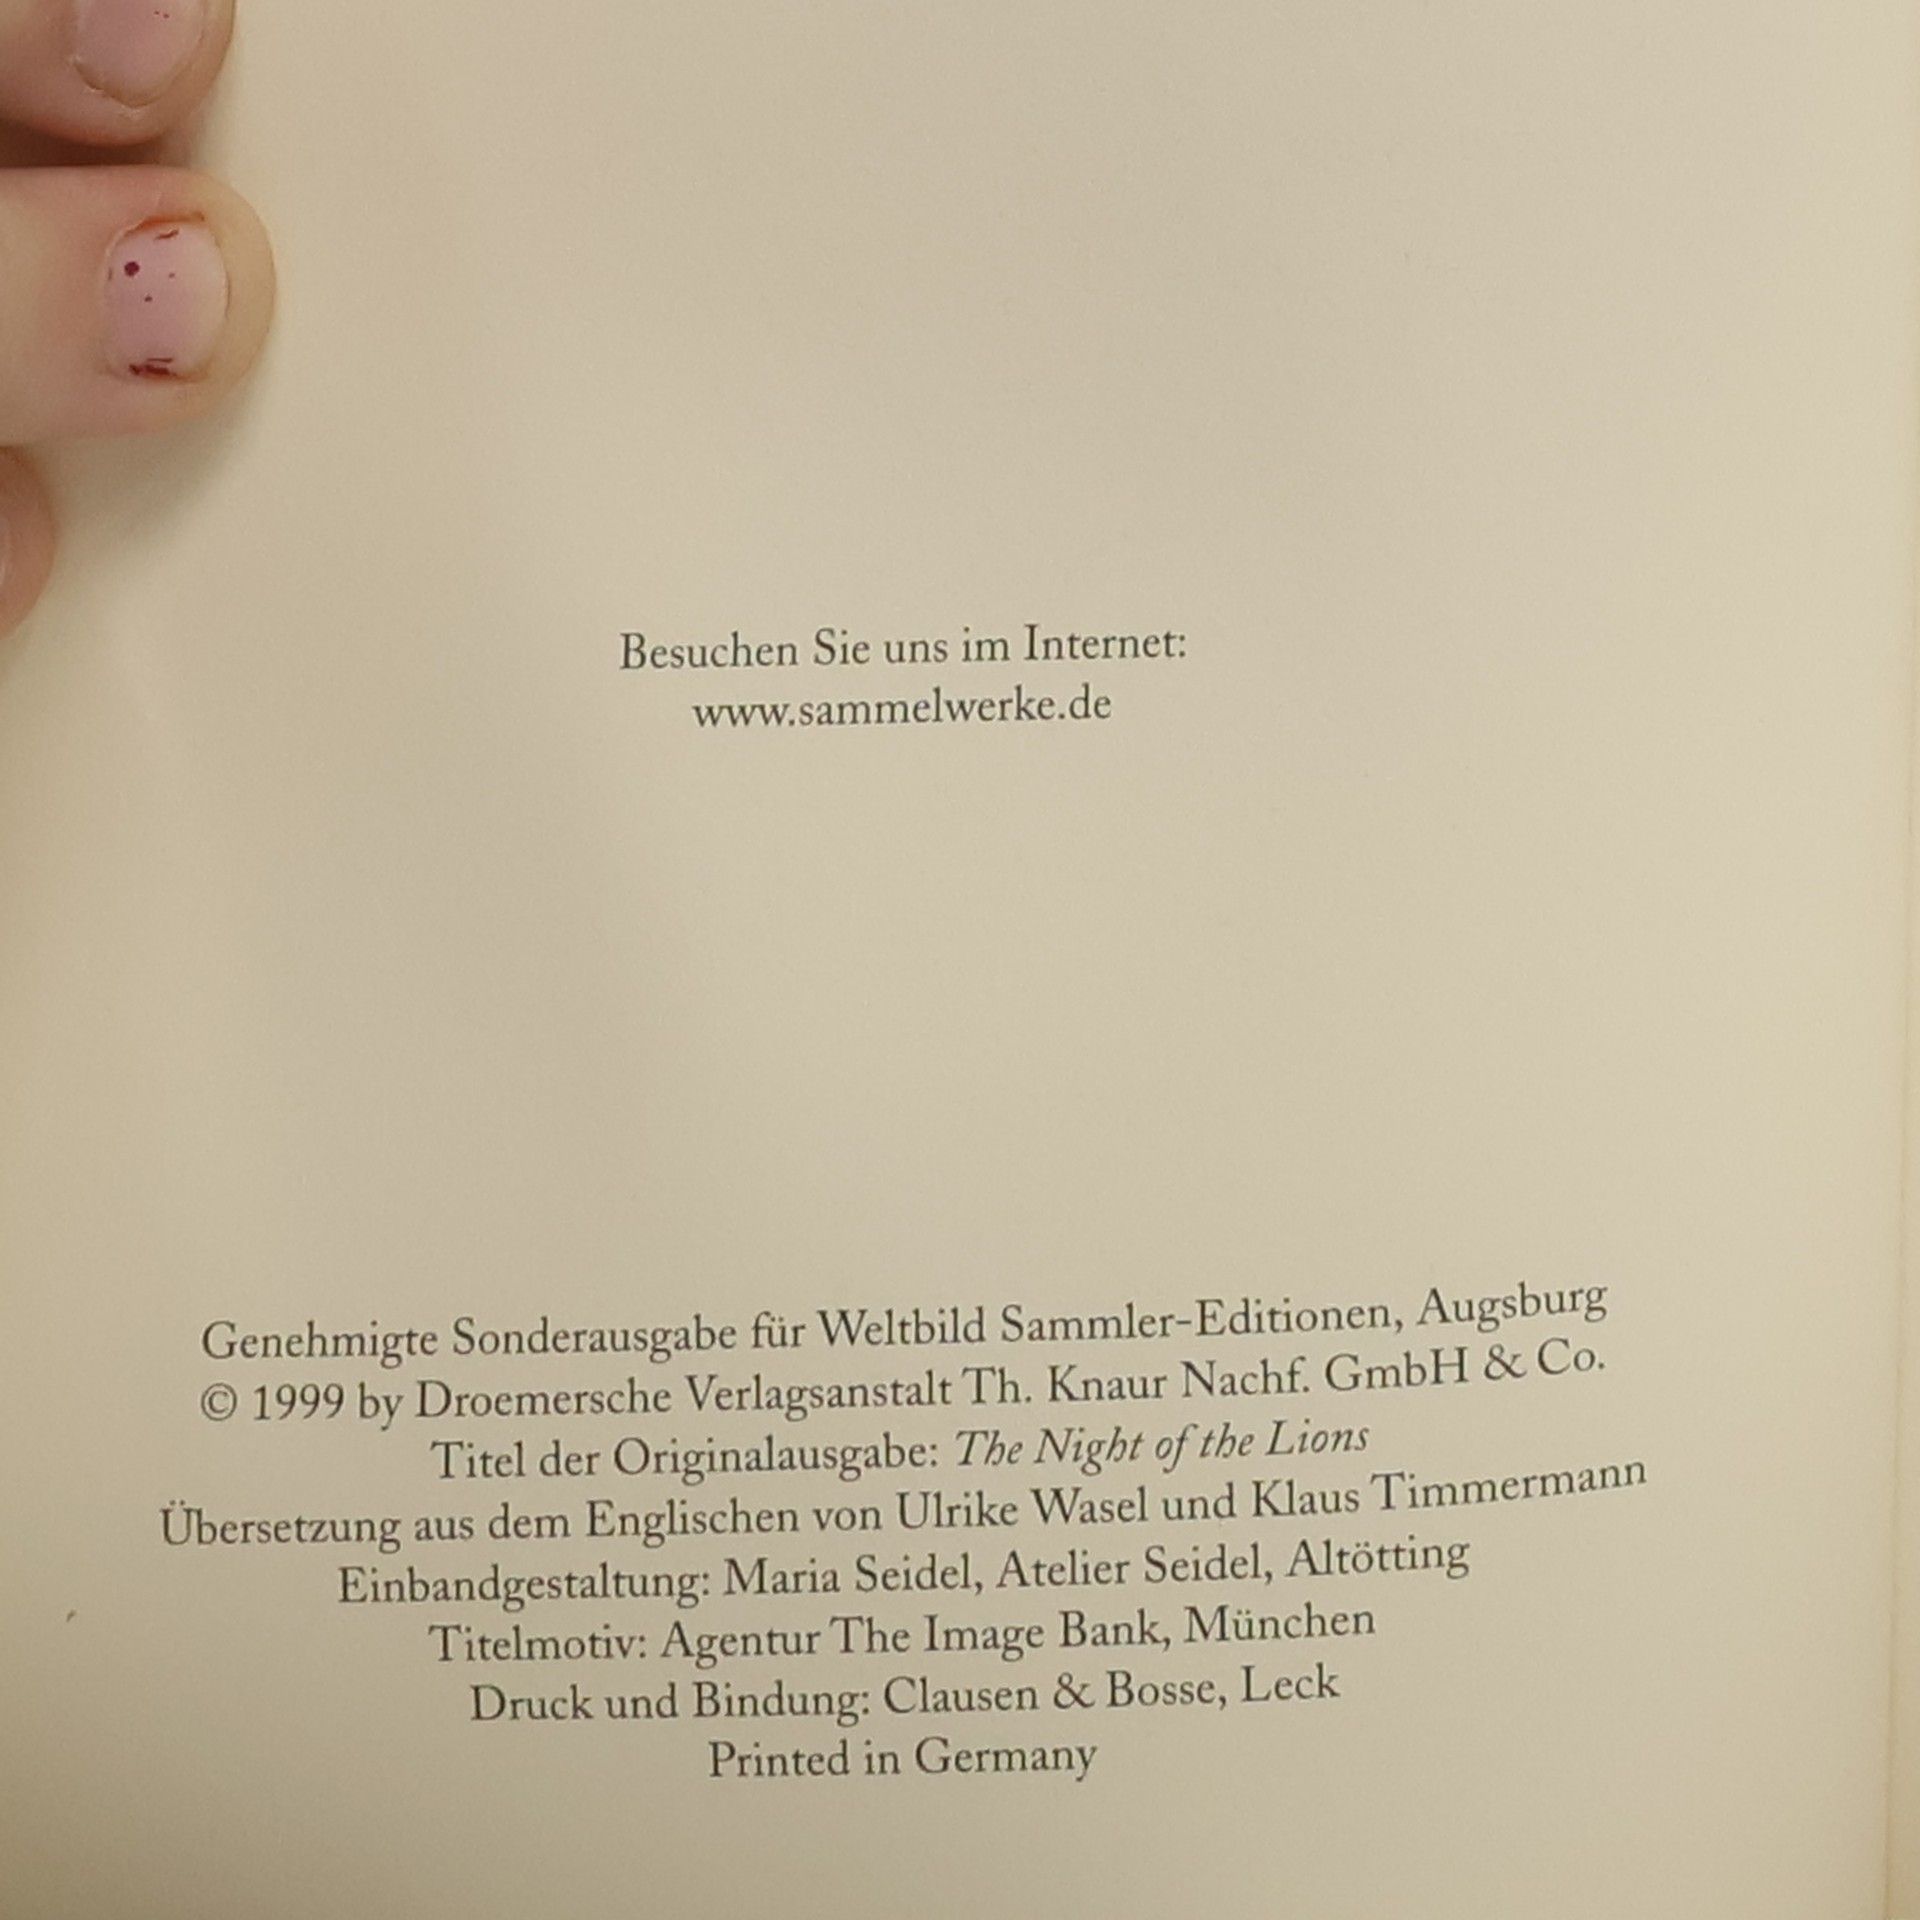 Besuchen Sie uns im Internet:
www.sammelwerke.de
Genehmigte Sonderausgabe für Weltbild Sammler-Editionen, Augsburg
© 1999 by Droemersche Verlagsanstalt Th. Knaur Nachf. GmbH & Co.
Titel der Originalausgabe: The Night of the Lions
Übersetzung aus dem Englischen von Ulrike Wasel und Klaus Timmermann
Einbandgestaltung: Maria Seidel, Atelier Seidel, Altötting
Titelmotiv: Agentur The Image Bank, München
Druck und Bindung: Clausen & Bosse, Leck
Printed in Germany